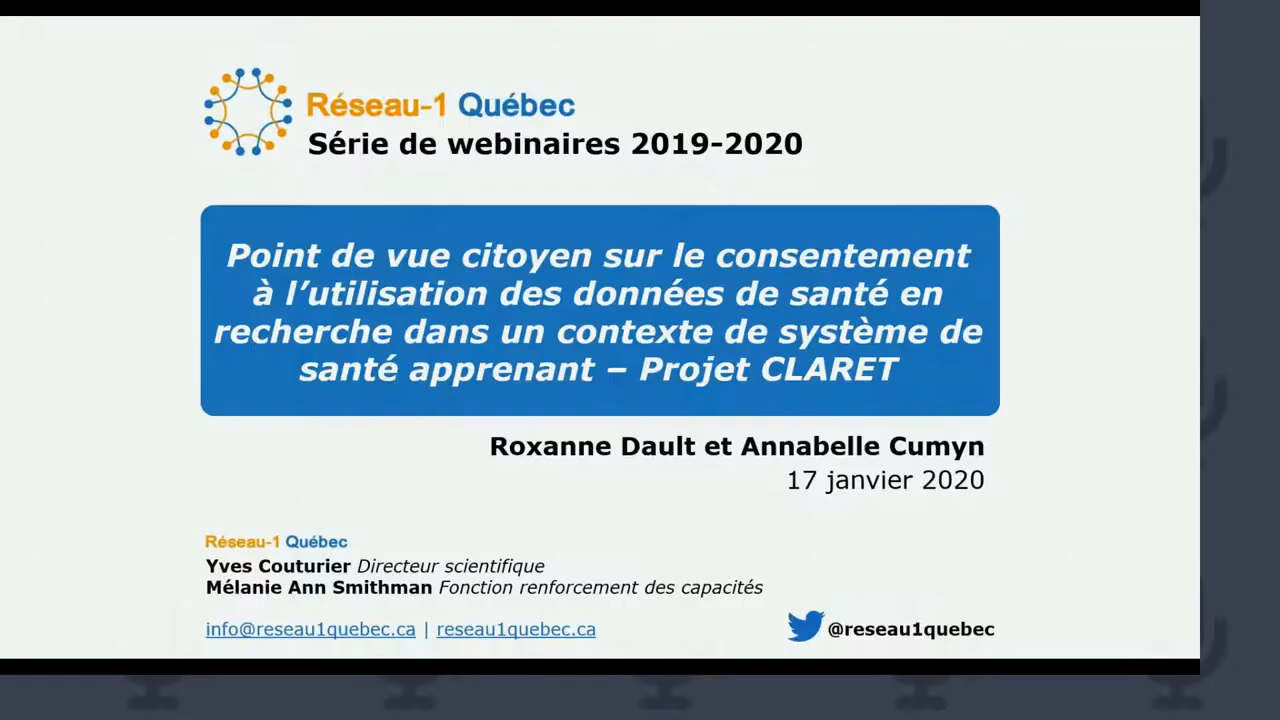 Réseau-1 Québec
Série de webinaires 2019-2020
Point de vue citoyen sur le consentement
à l’utilisation des données de santé en
recherche dans un contexte de système de
santé apprenant – Projet CLARET
Roxanne Dault et Annabelle Cumyn
17 janvier 2020
Réseau-1 Québec
Yves Couturier Directeur scientifique
Mélanie Ann Smithman Fonction renforcement des capacités
info@reseau1quebec.ca | reseau1quebec.ca
@reseau1quebec